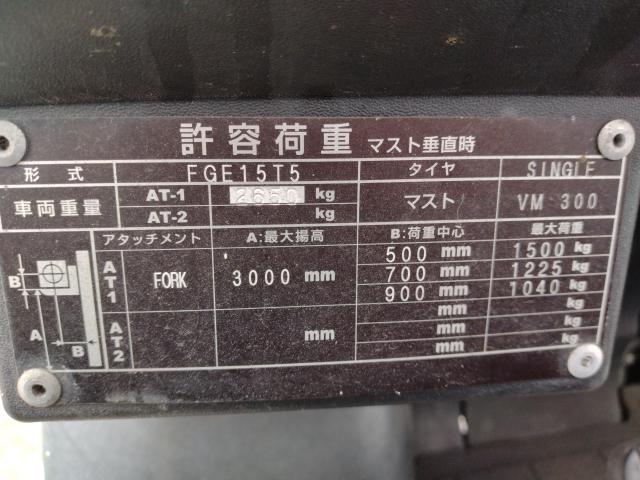 許容荷重 マスト垂直時
形式 FGE15T5 タイヤ SINGLE
車両重量 AT-1 2650 kg マスト VM 300
AT-2 kg
アタッチメント A:最大揚高 B:荷重中心 最大荷重
AT1 FORK 3000 mm 500 mm 1500 kg
700 mm 1225 kg
900 mm 1040 kg
AT2 mm mm kg
mm kg
mm kg
B
A
B